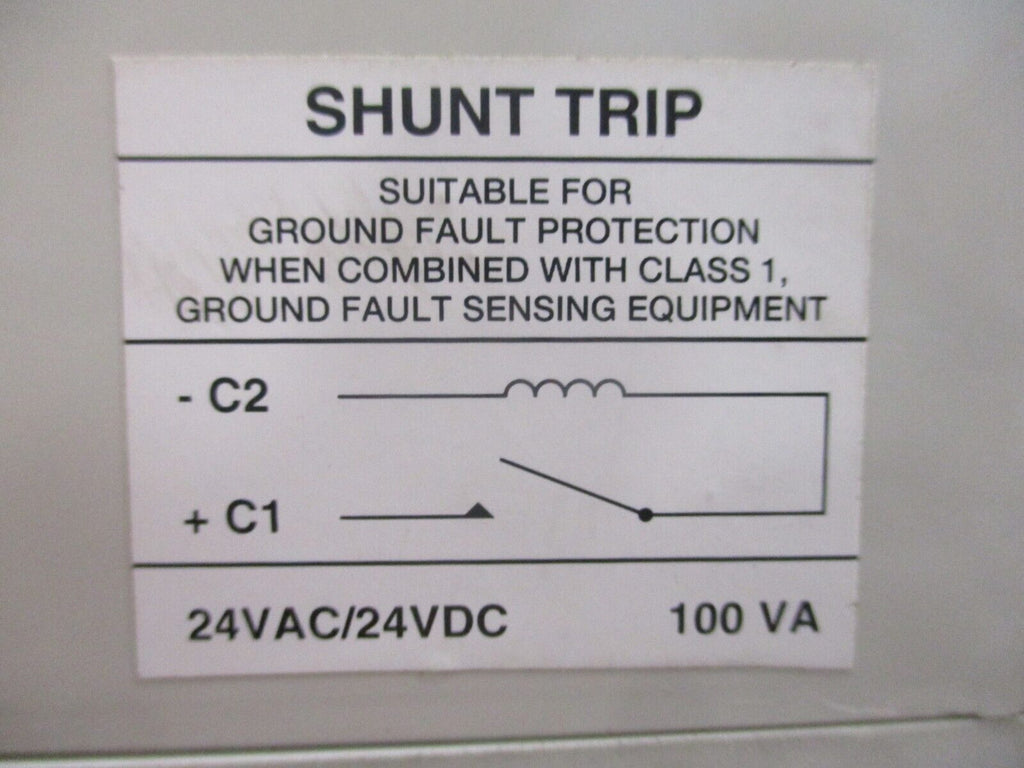 SHUNT TRIP
SUITABLE FOR
GROUND FAULT PROTECTION
WHEN COMBINED WITH CLASS 1,
GROUND FAULT SENSING EQUIPMENT
- C2
+ C1
24VAC/24VDC 100 VA